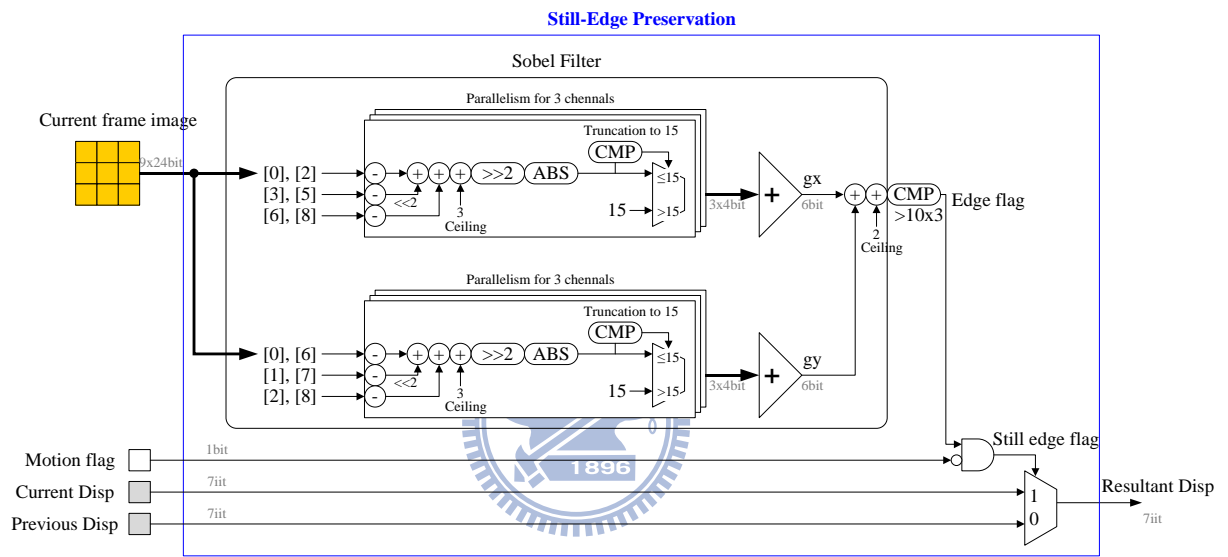 Still-Edge Preservation
Sobel Filter
Current frame image
9x24bit
Parallelism for 3 chennals
Truncation to 15
CMP
[0], [2]
[3], [5]
[6], [8]
-
-
-
+
+
+
>>2
ABS
<<2
3
Ceiling
≤15
15
>15
3x4bit
+
gx
6bit
+
+
CMP
>10x3
2
Ceiling
Edge flag
Parallelism for 3 chennals
Truncation to 15
CMP
[0], [6]
[1], [7]
[2], [8]
-
-
-
+
+
+
>>2
ABS
<<2
3
Ceiling
≤15
15
>15
3x4bit
+
gy
6bit
Still edge flag
Motion flag
1bit
1896
Current Disp
7iit
Previous Disp
7iit
1
0
Resultant Disp
7iit